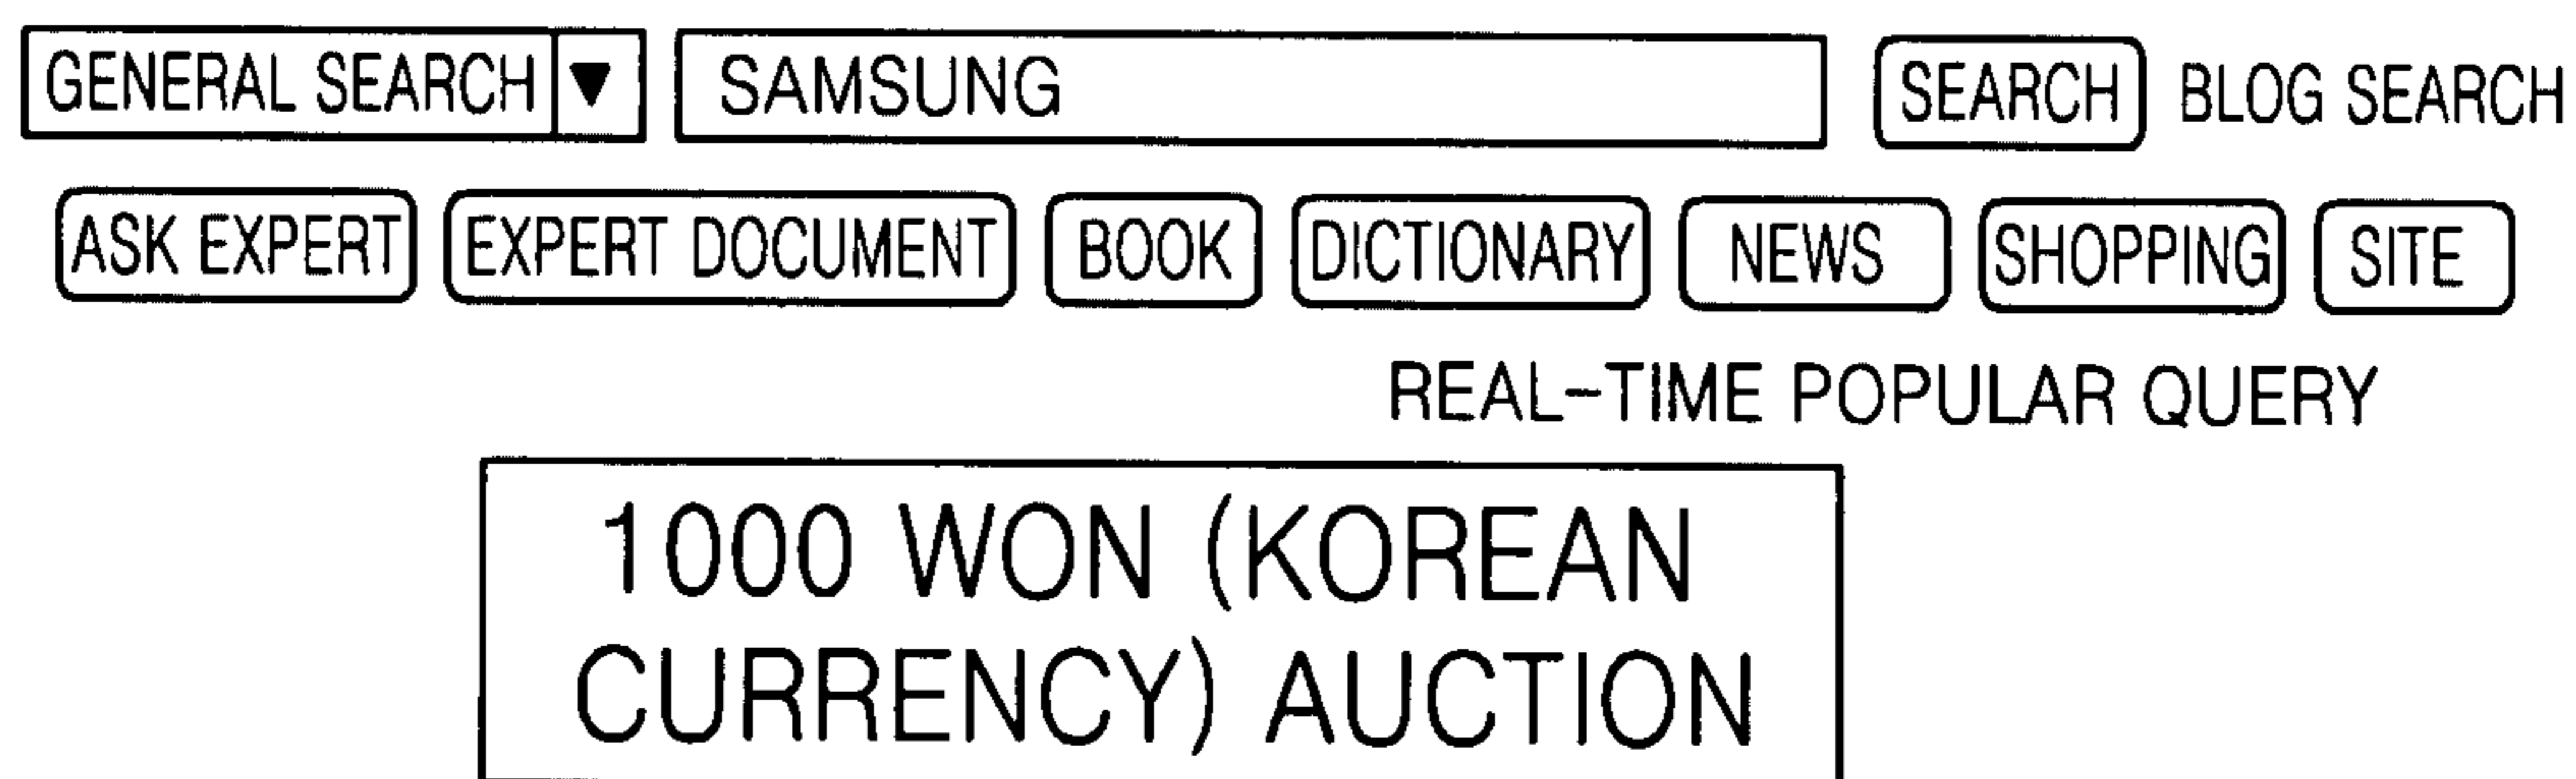 GENERAL SEARCH ▼ SAMSUNG SEARCH BLOG SEARCH
ASK EXPERT EXPERT DOCUMENT BOOK DICTIONARY NEWS SHOPPING SITE
REAL-TIME POPULAR QUERY
1000 WON (KOREAN
CURRENCY) AUCTION